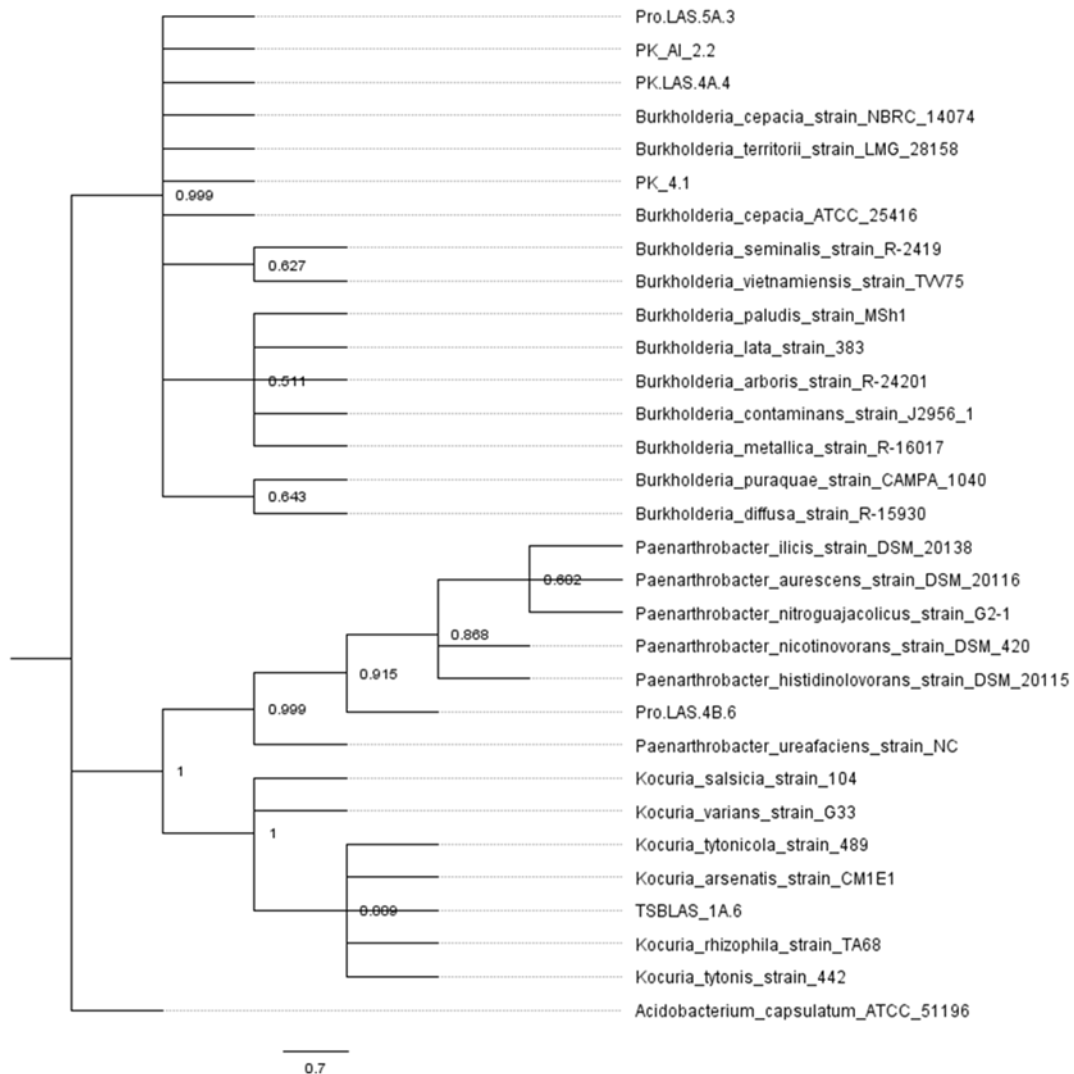 Pro.LAS.5A.3
PK_AI_2.2
PK.LAS.4A.4
Burkholderia_cepacia_strain_NBRC_14074
Burkholderia_territorii_strain_LMG_28158
PK_4.1
0.999
Burkholderia_cepacia_ATCC_25416
Burkholderia_seminalis_strain_R-2419
0.627
Burkholderia_vietnamiensis_strain_TVV75
Burkholderia_paludis_strain_MSh1
Burkholderia_lata_strain_383
0.511
Burkholderia_arboris_strain_R-24201
Burkholderia_contaminans_strain_J2956_1
Burkholderia_metallica_strain_R-16017
Burkholderia_puraquae_strain_CAMPA_1040
0.643
Burkholderia_diffusa_strain_R-15930
Paenarthrobacter_ilicis_strain_DSM_20138
0.602
Paenarthrobacter_aurescens_strain_DSM_20116
Paenarthrobacter_nitroguajacolicus_strain_G2-1
0.868
Paenarthrobacter_nicotinovorans_strain_DSM_420
0.915
Paenarthrobacter_histidinolovorans_strain_DSM_20115
0.999
Pro.LAS.4B.6
Paenarthrobacter_ureafaciens_strain_NC
1
Kocuria_salsicia_strain_104
Kocuria_varians_strain_G33
1
Kocuria_tytonicola_strain_489
Kocuria_arsenatis_strain_CM1E1
TSBLAS_1A.6
Kocuria_rhizophila_strain_TA68
Kocuria_tytonis_strain_442
Acidobacterium_capsulatum_ATCC_51196
0.7